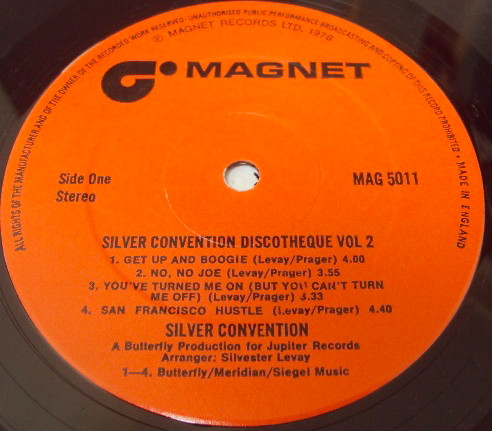 ALL RIGHTS OF THE MANUFACTURER AND OF THE OWNER OF THE RECORDED WORK RESERVED. UNAUTHORISED PUBLIC PERFORMANCE BROADCASTING AND COPYING OF THIS RECORD PROHIBITED • MADE IN ENGLAND
Ⓟ MAGNET RECORDS LTD. 1976
MAGNET
Side One
Stereo
MAG 5011
SILVER CONVENTION DISCOTHEQUE VOL 2
1. GET UP AND BOOGIE (Levay/Prager) 4.00
2. NO, NO JOE (Levay/Prager) 3.55
3. YOU'VE TURNED ME ON (BUT YOU CAN'T TURN
ME OFF) (Levay/Prager) 3.33
4. SAN FRANCISCO HUSTLE (Levay/Prager) 4.40
SILVER CONVENTION
A Butterfly Production for Jupiter Records
Arranger: Silvester Levay
1—4. Butterfly/Meridian/Siegel Music